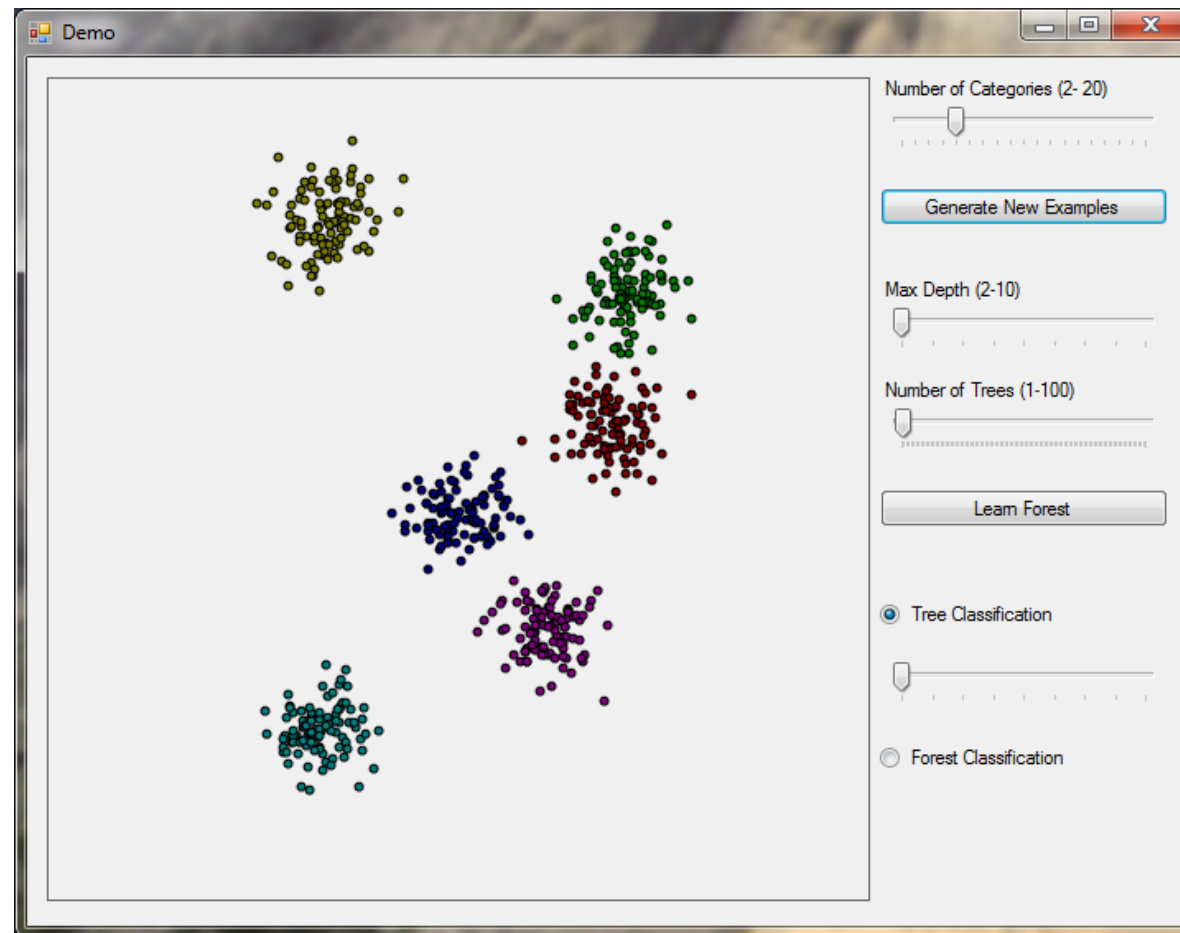 Demo
Number of Categories (2- 20)
Generate New Examples
Max Depth (2-10)
Number of Trees (1-100)
Learn Forest
Tree Classification
Forest Classification